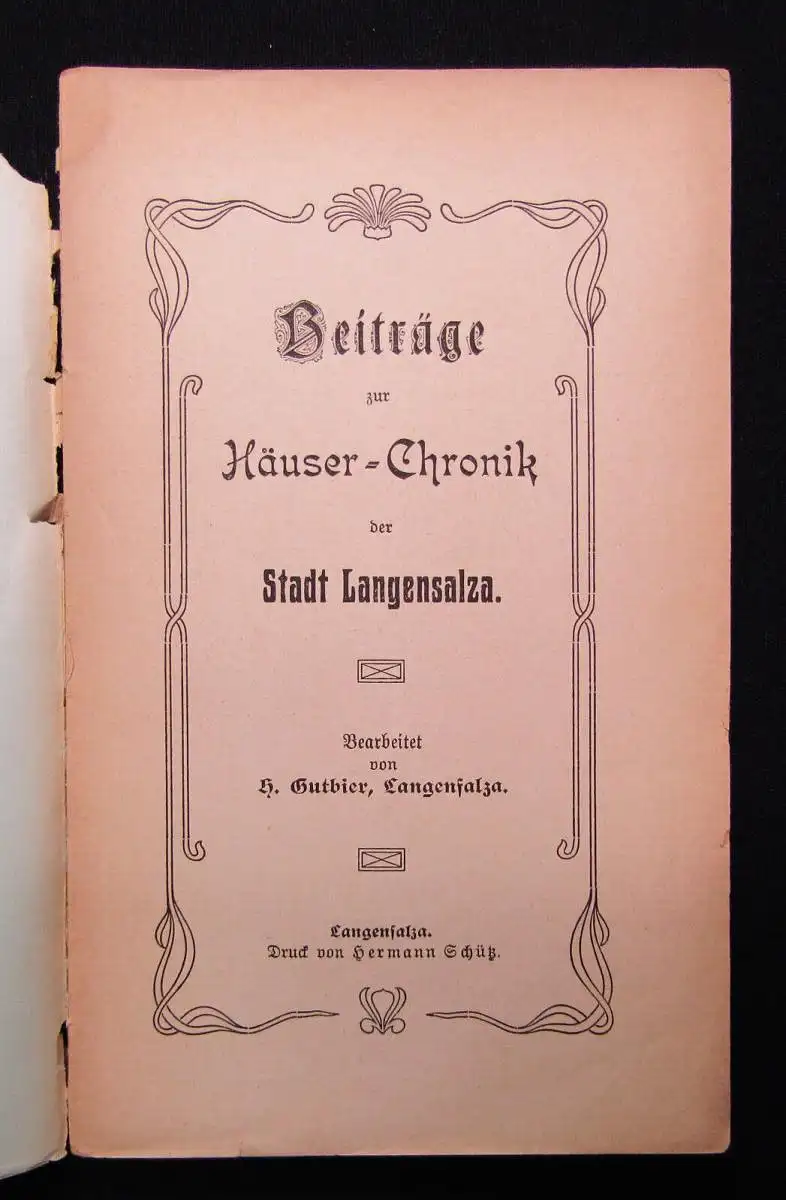 Beiträge
zur
Häuser-Chronik
der
Stadt Langensalza.
Bearbeitet
von
H. Gutbier, Langensalza.
Langensalza.
Druck von Hermann Schütz.